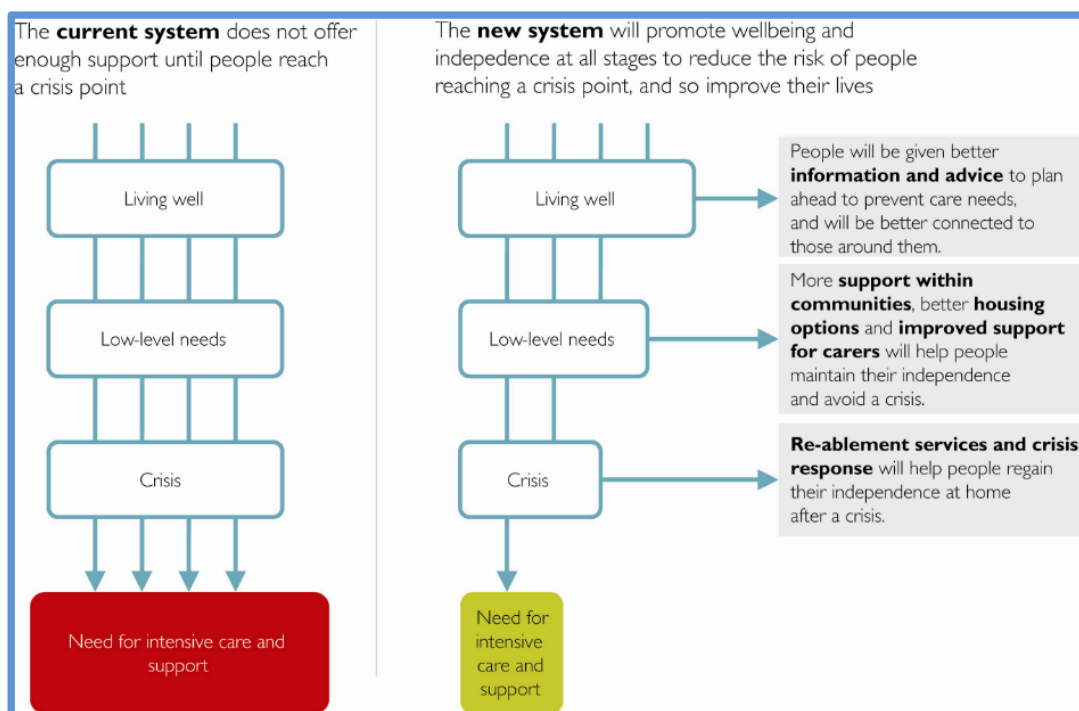 The current system does not offer
enough support until people reach
a crisis point
Living well
Low-level needs
Crisis
Need for intensive care and
support
The new system will promote wellbeing and
indepedence at all stages to reduce the risk of people
reaching a crisis point, and so improve their lives
Living well
People will be given better
information and advice to plan
ahead to prevent care needs,
and will be better connected to
those around them.
Low-level needs
More support within
communities, better housing
options and improved support
for carers will help people
maintain their independence
and avoid a crisis.
Crisis
Re-ablement services and crisis
response will help people regain
their independence at home
after a crisis.
Need for
intensive
care and
support